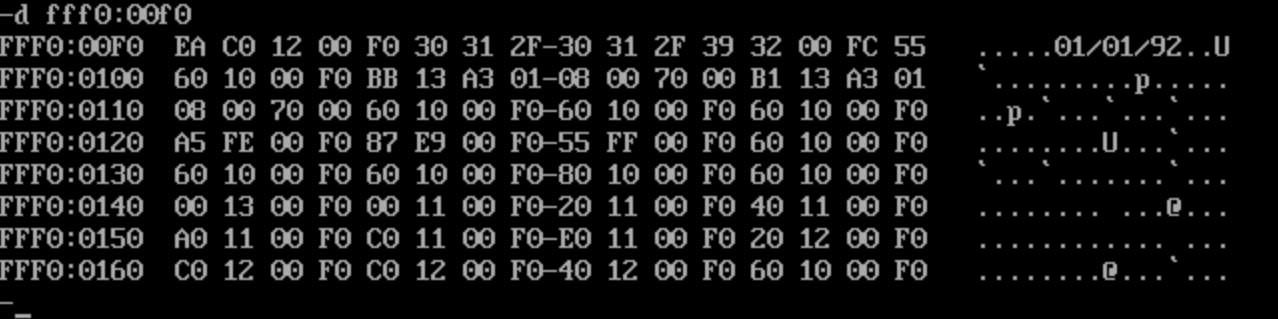 -d fff0:00f0
FFF0:00F0  EA C0 12 00 F0 30 31 2F-30 31 2F 39 32 00 FC 55   .....01/01/92..U
FFF0:0100  60 10 00 F0 BB 13 A3 01-08 00 70 00 B1 13 A3 01   `.........p.....
FFF0:0110  08 00 70 00 60 10 00 F0-60 10 00 F0 60 10 00 F0   ..p.`...`...`...
FFF0:0120  A5 FE 00 F0 87 E9 00 F0-55 FF 00 F0 60 10 00 F0   ........U...`...
FFF0:0130  60 10 00 F0 60 10 00 F0-80 10 00 F0 60 10 00 F0   `...`.......`...
FFF0:0140  00 13 00 F0 00 11 00 F0-20 11 00 F0 40 11 00 F0   ........ ...@...
FFF0:0150  A0 11 00 F0 C0 11 00 F0-E0 11 00 F0 20 12 00 F0   ............ ...
FFF0:0160  C0 12 00 F0 C0 12 00 F0-40 12 00 F0 60 10 00 F0   ........@...`...
-_